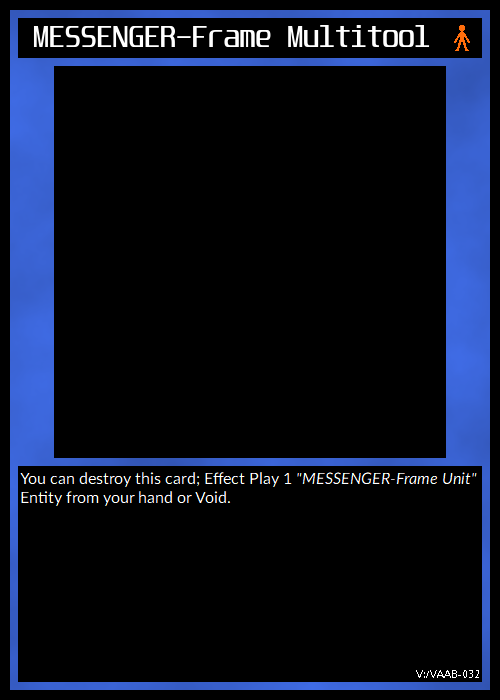 MESSENGER-Frame Multitool
You can destroy this card; Effect Play 1 "MESSENGER-Frame Unit"
Entity from your hand or Void.
V:/VAAB-032